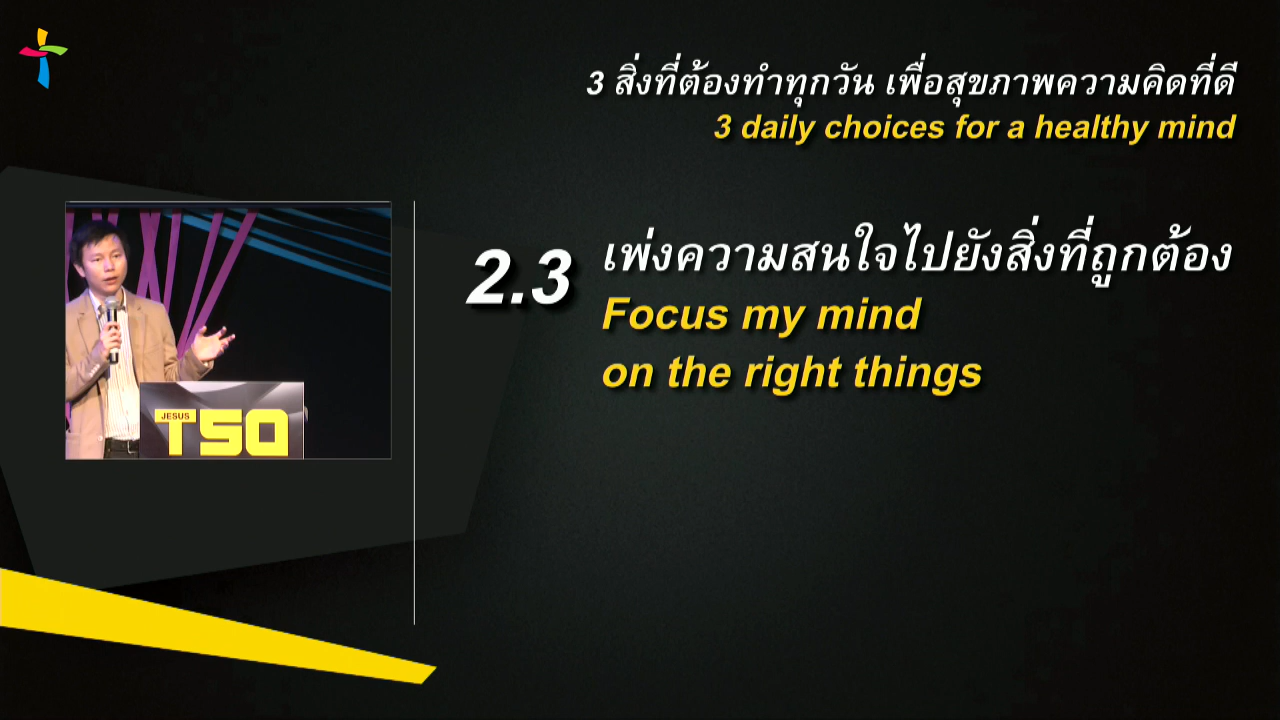 3 สิ่งที่ต้องทำทุกวัน เพื่อสุขภาพความคิดที่ดี
3 daily choices for a healthy mind
2.3 เพ่งความสนใจไปยังสิ่งที่ถูกต้อง
Focus my mind
on the right things
JESUS
TSQ